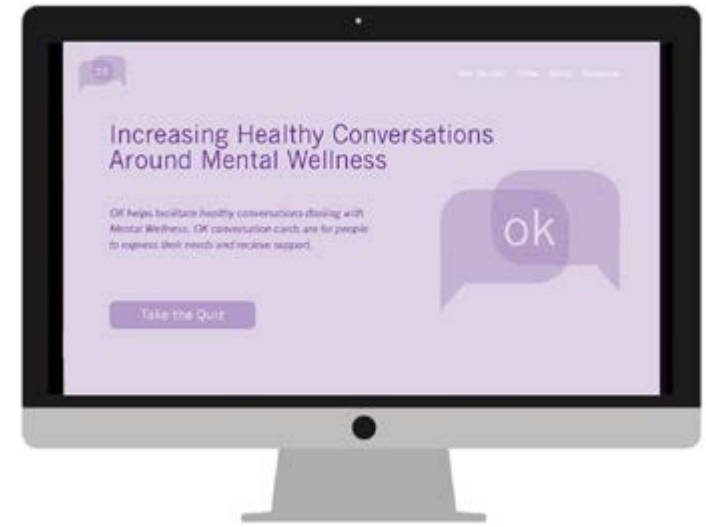 Increasing Healthy Conversations
Around Mental Wellness
OK helps facilitate healthy conversations dealing with
Mental Wellness. OK conversation cards are for people
to express their needs and recieve support.
ok
Take the Quiz